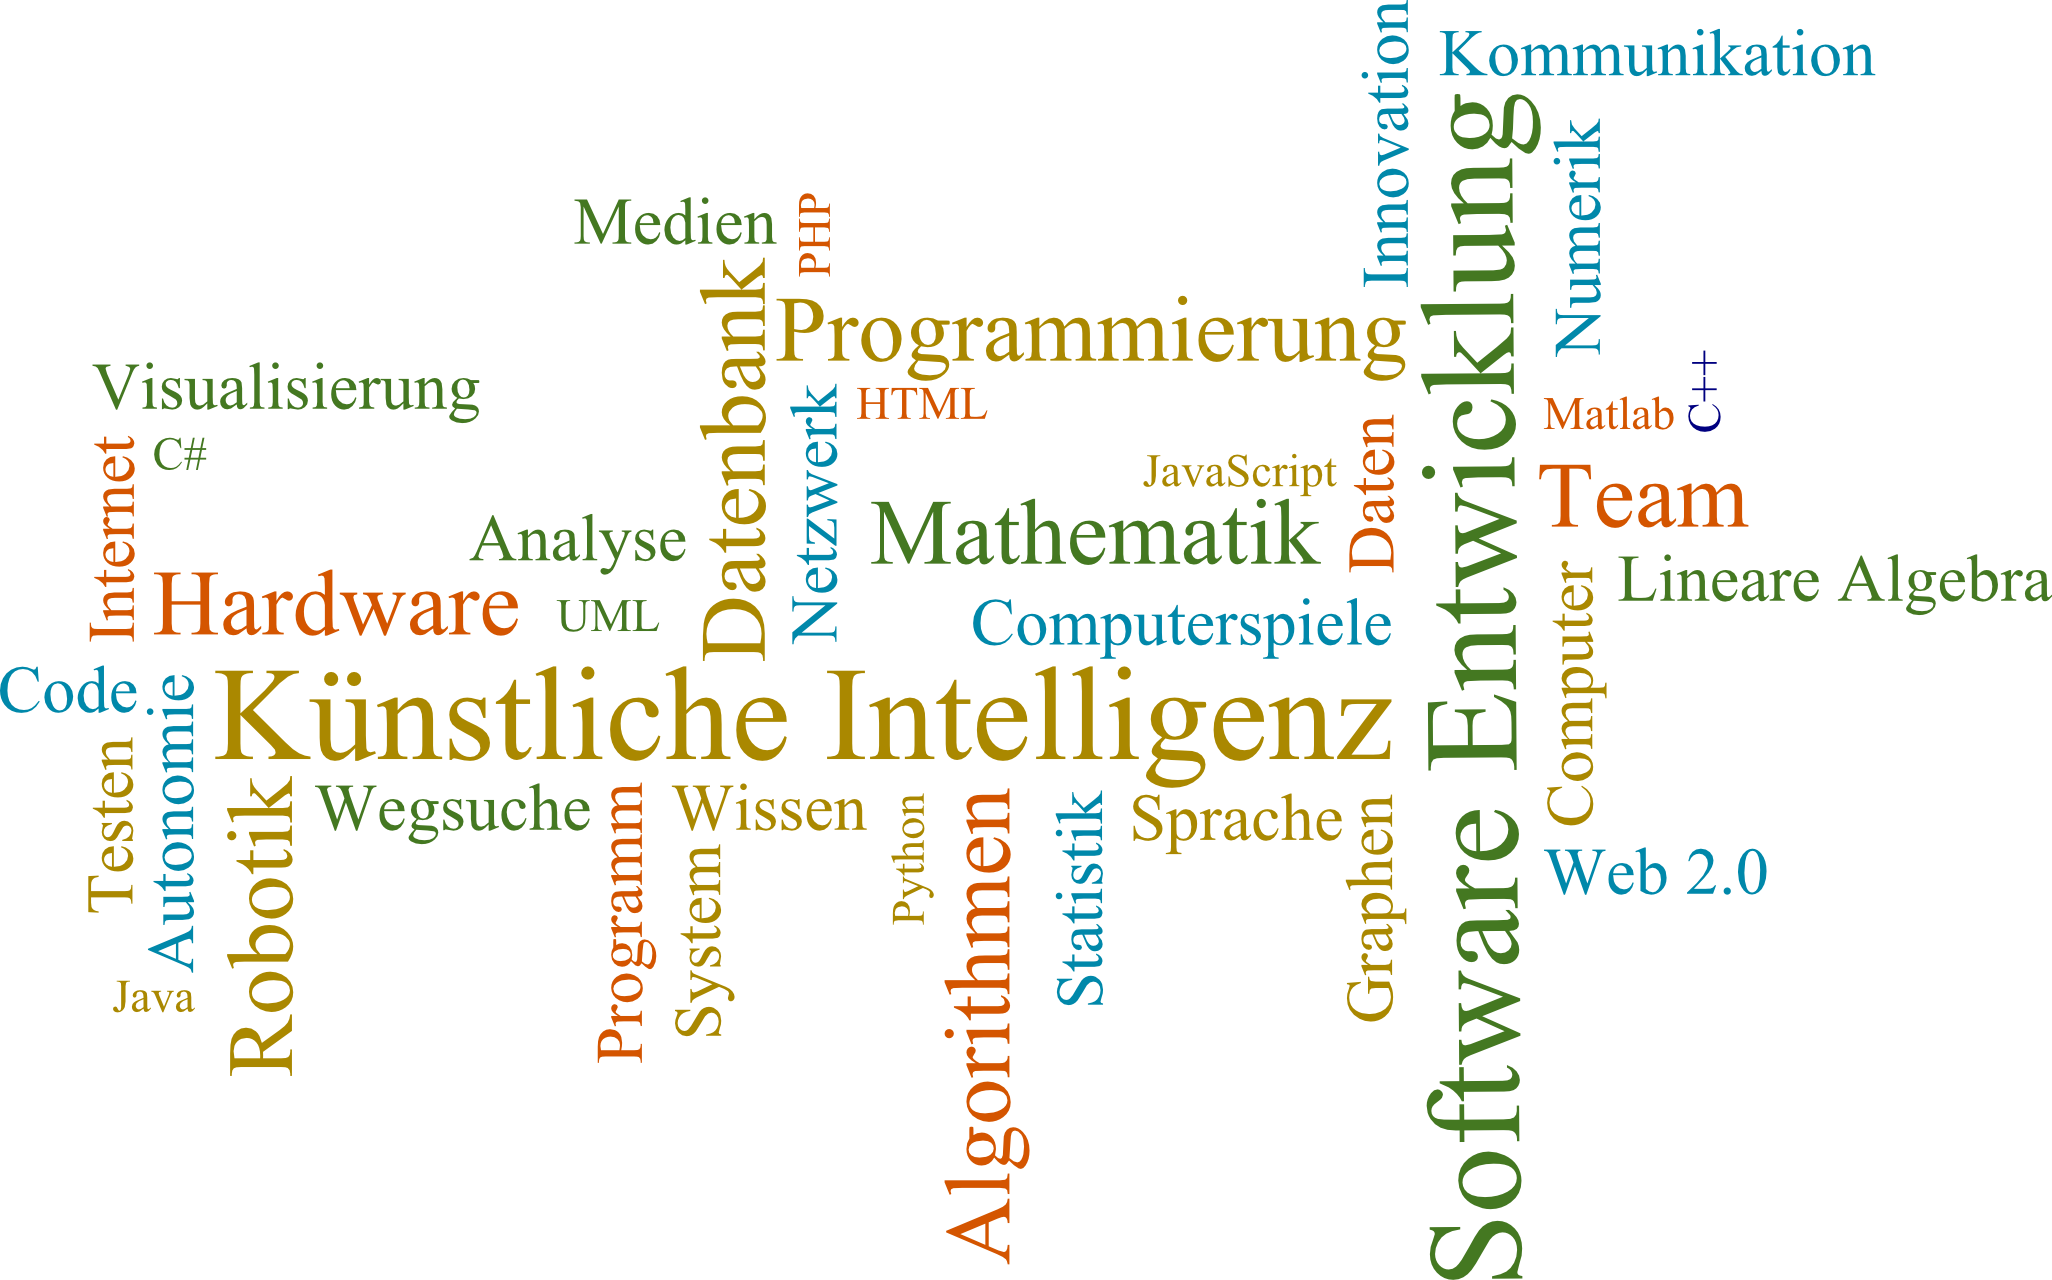 Innovation
Kommunikation
Software Entwicklung
Numerik
Medien
PHP
Datenbank
Programmierung
Visualisierung
Netzwerk
HTML
Matlab
C++
Internet
C#
JavaScript
Daten
Team
Analyse
Mathematik
Hardware
UML
Computerspiele
Computer
Lineare Algebra
Code
Autonomie
Künstliche Intelligenz
Testen
Robotik
Wegsuche
Programm
Wissen
System
Python
Algorithmen
Statistik
Sprache
Graphen
Web 2.0
Java